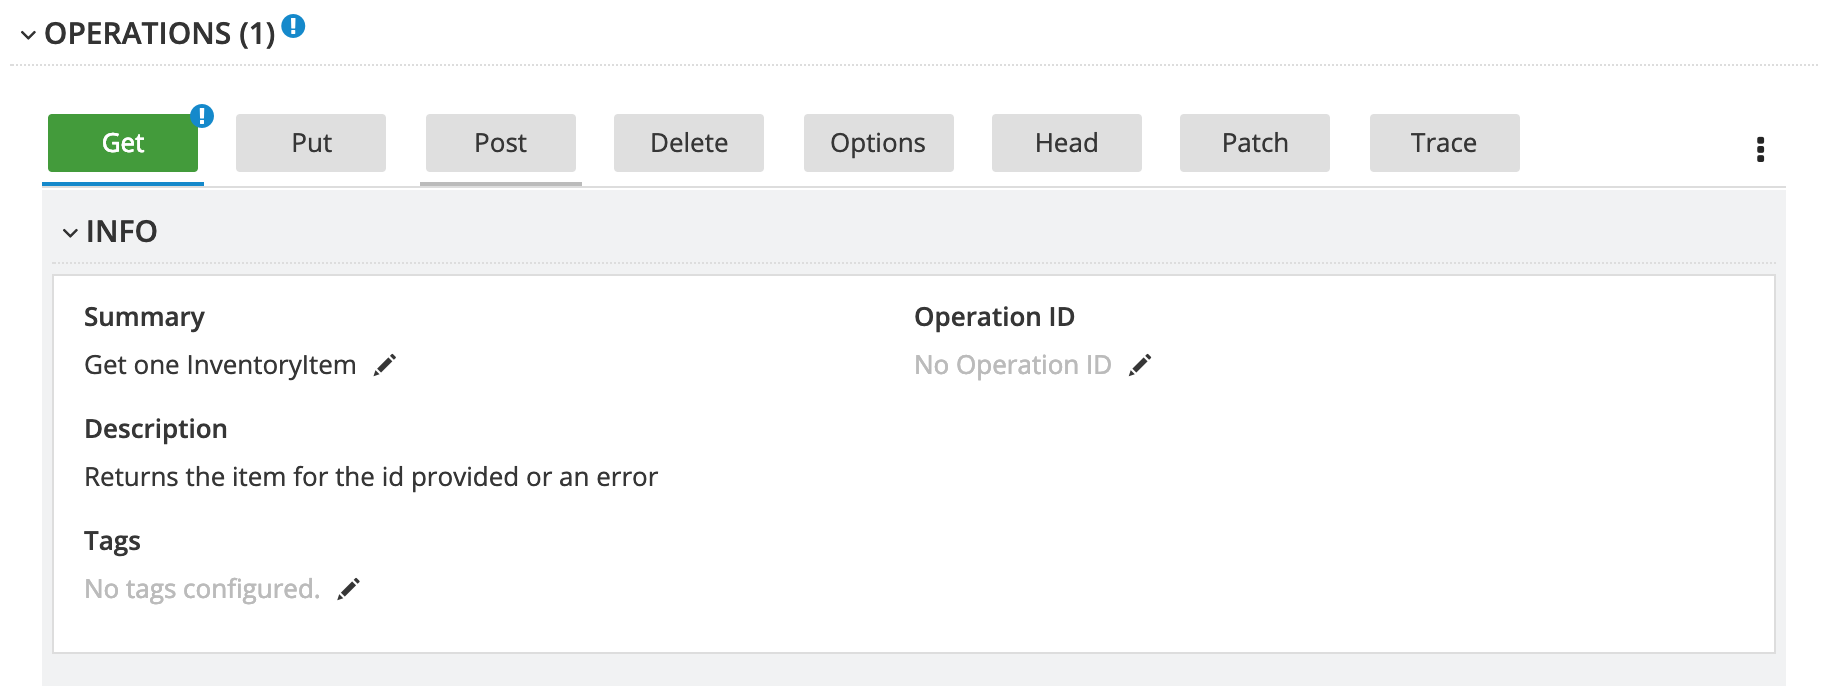 OPERATIONS (1) !
Get ! Put Post Delete Options Head Patch Trace
INFO
Summary Operation ID
Get one InventoryItem No Operation ID
Description
Returns the item for the id provided or an error
Tags
No tags configured.